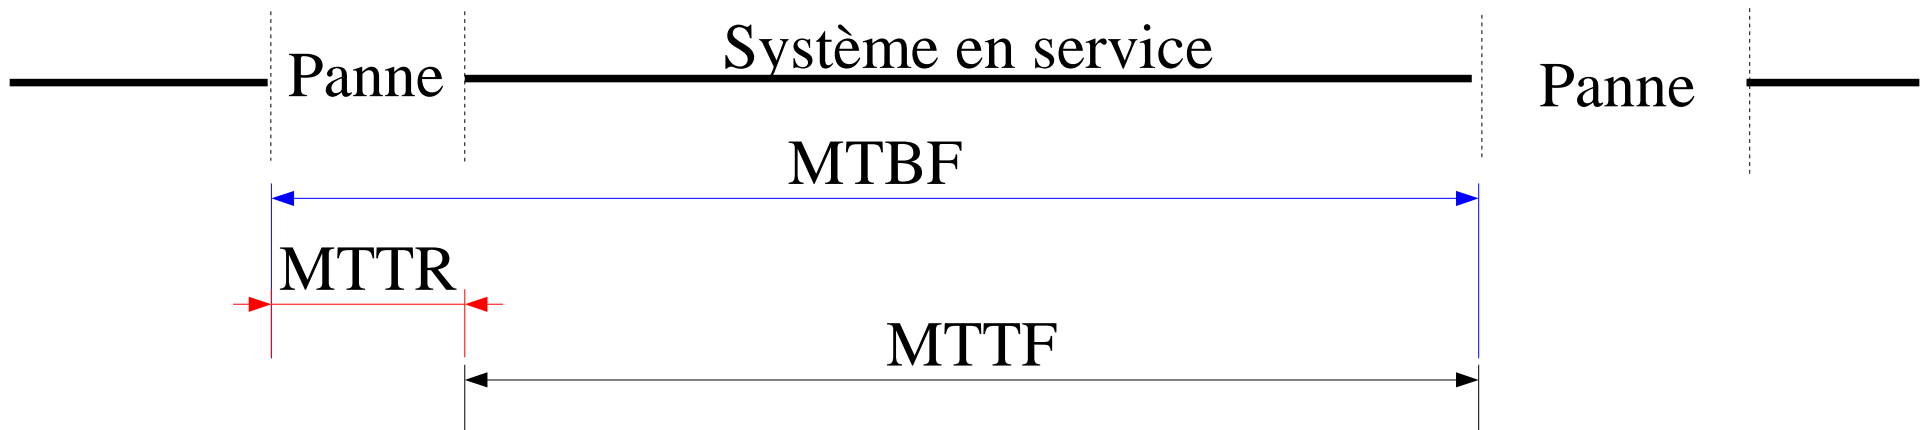 Système en service
Panne
Panne
MTBF
MTTR
MTTF